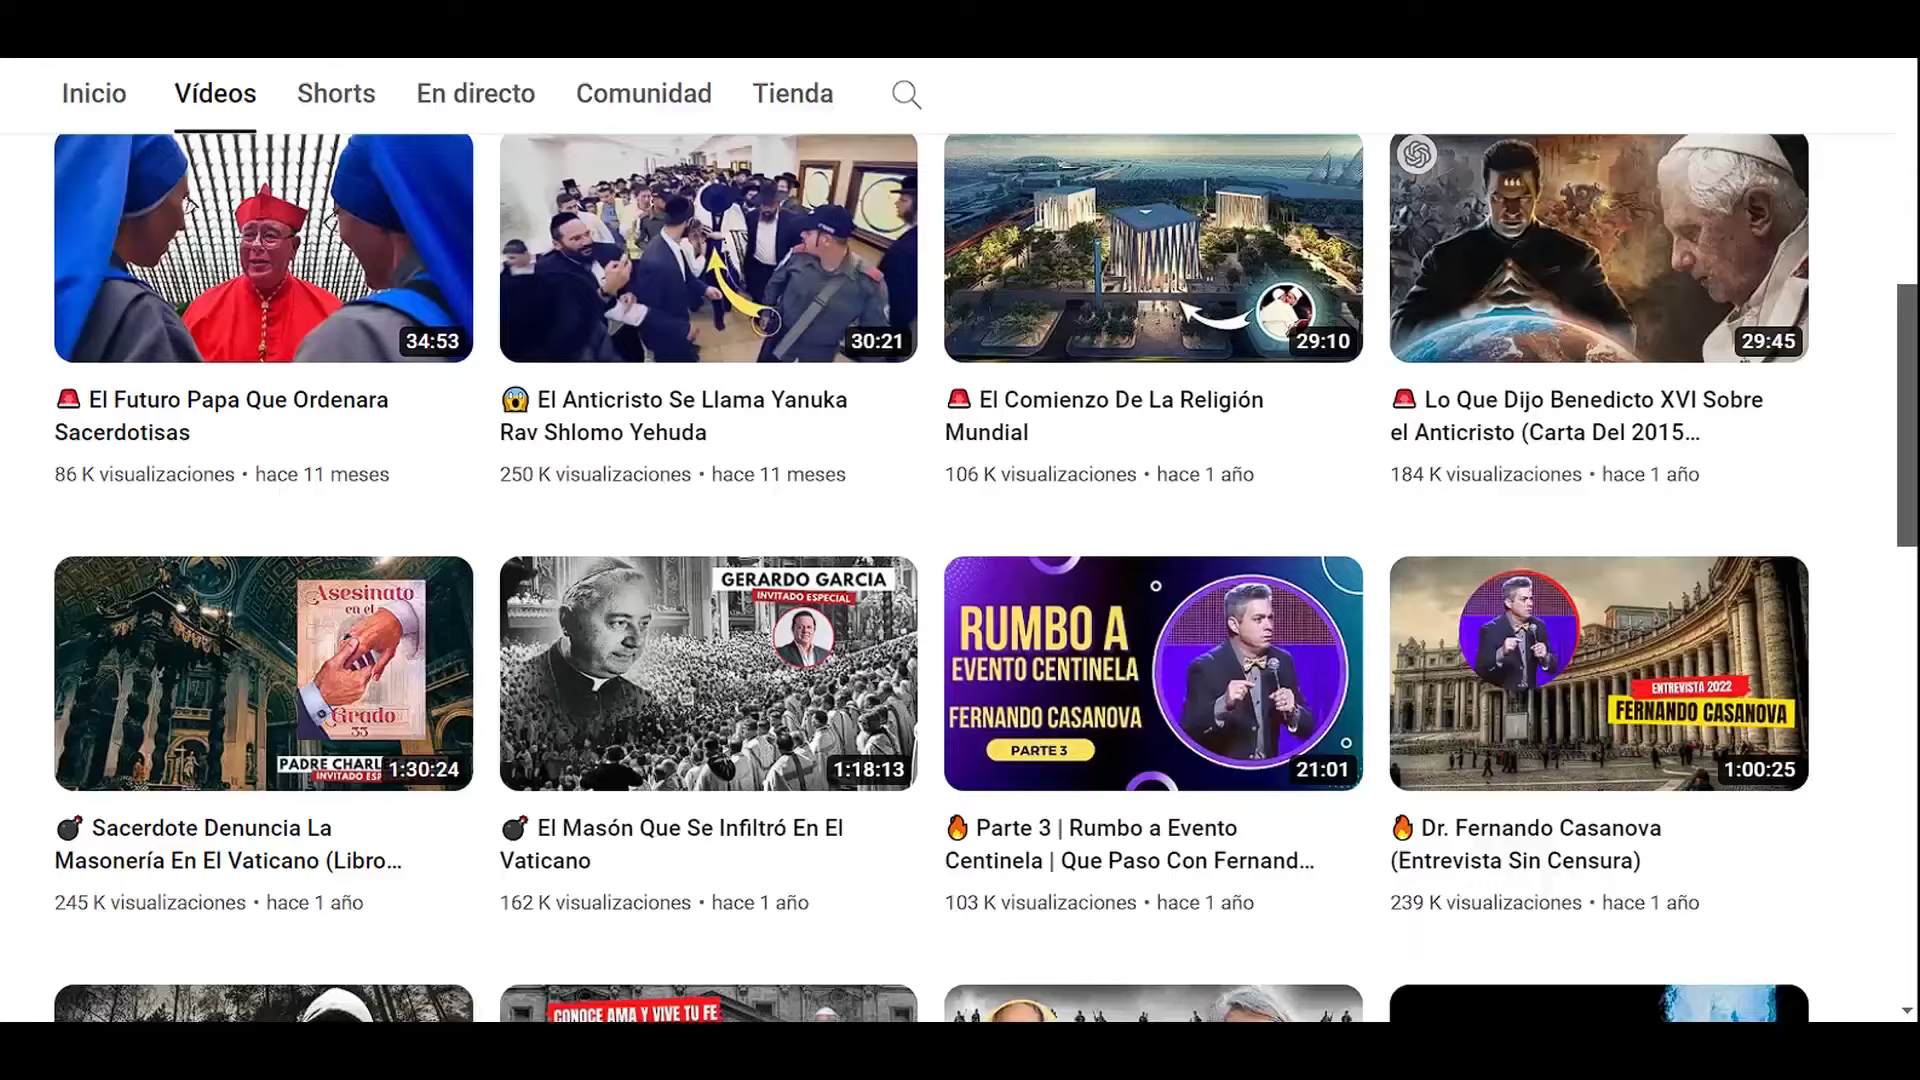 Inicio Vídeos Shorts En directo Comunidad Tienda
34:53
30:21
29:10
29:45
🚨 El Futuro Papa Que Ordenara
Sacerdotisas
86 K visualizaciones • hace 11 meses
😱 El Anticristo Se Llama Yanuka
Rav Shlomo Yehuda
250 K visualizaciones • hace 11 meses
🚨 El Comienzo De La Religión
Mundial
106 K visualizaciones • hace 1 año
🚨 Lo Que Dijo Benedicto XVI Sobre
el Anticristo (Carta Del 2015...
184 K visualizaciones • hace 1 año
Asesinato
en el
Grado
33
PADRE CHARL
INVITADO ESP
1:30:24
GERARDO GARCIA
INVITADO ESPECIAL
1:18:13
RUMBO A
EVENTO CENTINELA
FERNANDO CASANOVA
PARTE 3
21:01
ENTREVISTA 2022
FERNANDO CASANOVA
1:00:25
💣 Sacerdote Denuncia La
Masonería En El Vaticano (Libro...
245 K visualizaciones • hace 1 año
💣 El Masón Que Se Infiltró En El
Vaticano
162 K visualizaciones • hace 1 año
🔥 Parte 3 | Rumbo a Evento
Centinela | Que Paso Con Fernand...
103 K visualizaciones • hace 1 año
🔥 Dr. Fernando Casanova
(Entrevista Sin Censura)
239 K visualizaciones • hace 1 año
CONOCE AMA Y VIVE TU FE